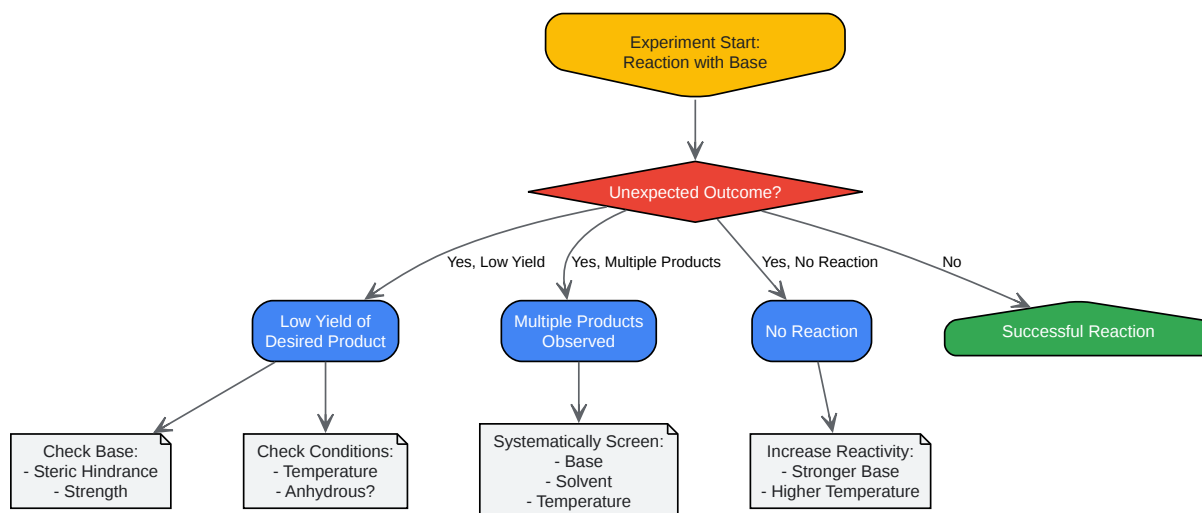 Experiment Start:
Reaction with Base
Unexpected Outcome?
Yes, Low Yield
Yes, Multiple Products
Yes, No Reaction
No
Low Yield of
Desired Product
Multiple Products
Observed
No Reaction
Successful Reaction
Check Base:
- Steric Hindrance
- Strength
Check Conditions:
- Temperature
- Anhydrous?
Systematically Screen:
- Base
- Solvent
- Temperature
Increase Reactivity:
- Stronger Base
- Higher Temperature